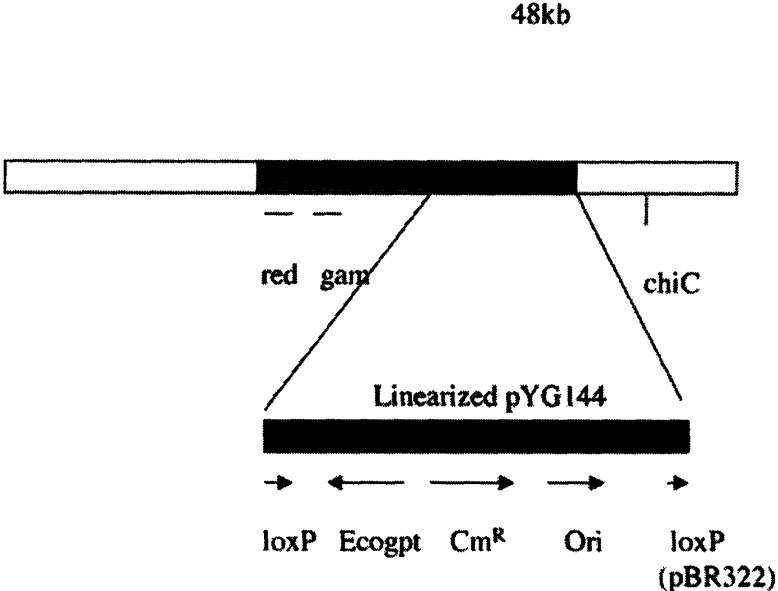 48kb
red gam
chiC
Linearized pYG144
loxP Ecogpt Cmᴿ Ori loxP
(pBR322)